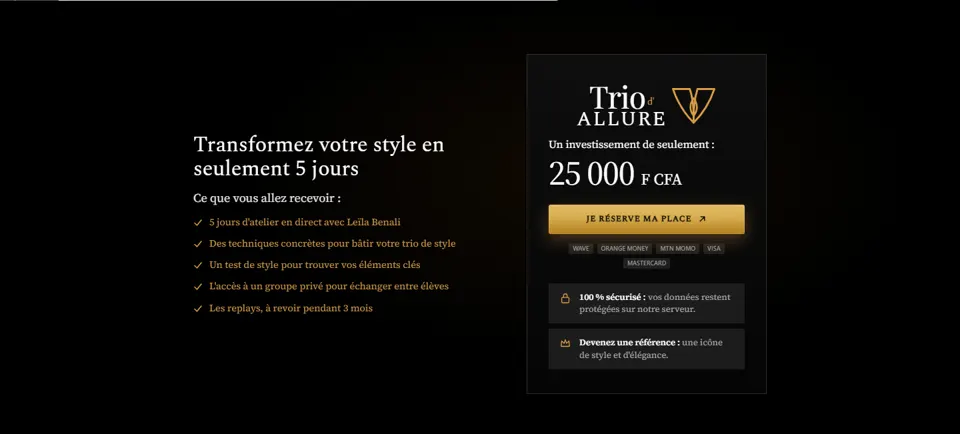 Transformez votre style en
seulement 5 jours
Ce que vous allez recevoir :
5 jours d'atelier en direct avec Leïla Benali
Des techniques concrètes pour bâtir votre trio de style
Un test de style pour trouver vos éléments clés
L'accès à un groupe privé pour échanger entre élèves
Les replays, à revoir pendant 3 mois
Trio d'
ALLURE
Un investissement de seulement :
25 000 F CFA
JE RÉSERVE MA PLACE
WAVE ORANGE MONEY MTN MOMO VISA
MASTERCARD
100 % sécurisé : vos données restent
protégées sur notre serveur.
Devenez une référence : une icône
de style et d'élégance.